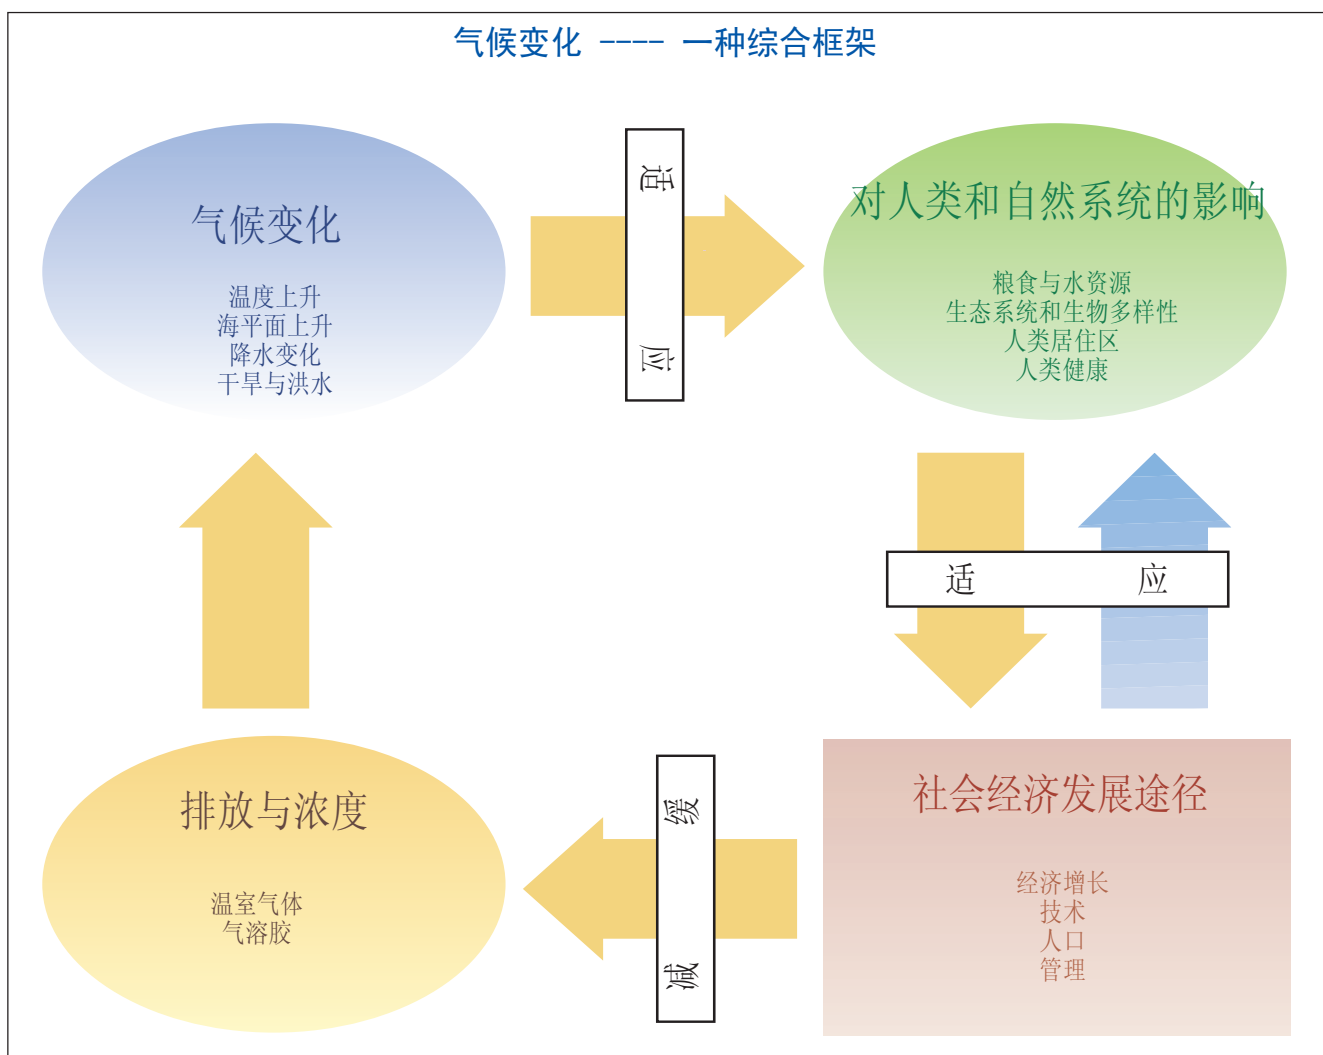 气候变化 ---- 一种综合框架
气候变化
温度上升
海平面上升
降水变化
干旱与洪水
适应
对人类和自然系统的影响
粮食与水资源
生态系统和生物多样性
人类居住区
人类健康
适 应
社会经济发展途径
经济增长
技术
人口
管理
减缓
排放与浓度
温室气体
气溶胶